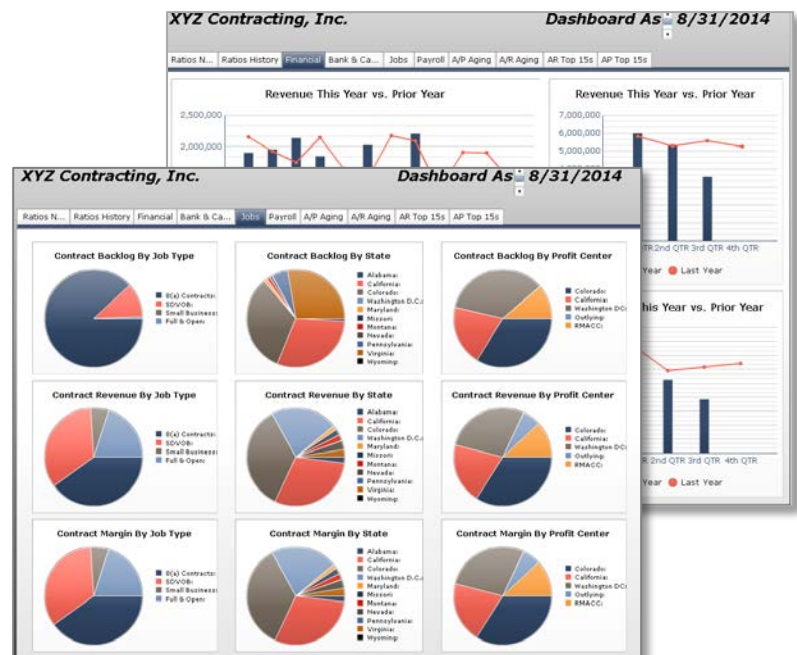 XYZ Contracting, Inc. Dashboard As 8/31/2014
Ratios N... Ratios History Financial Bank & Ca... Jobs Payroll A/P Aging A/R Aging AR Top 15s AP Top 15s
Revenue This Year vs. Prior Year
2,500,000
2,000,000
Revenue This Year vs. Prior Year
7,000,000
6,000,000
5,000,000
4,000,000
2nd QTR 3rd QTR 4th QTR
Year Last Year
This Year vs. Prior Year
2nd QTR 3rd QTR 4th QTR
Year Last Year
XYZ Contracting, Inc. Dashboard As 8/31/2014
Ratios N... Ratios History Financial Bank & Ca... Jobs Payroll A/P Aging A/R Aging AR Top 15s AP Top 15s
Contract Backlog By Job Type
8(a) Contracts:
SDVOB:
Small Business:
Full & Open:
Contract Backlog By State
Alabama:
California:
Colorado:
Washington D.C.:
Maryland:
Missori:
Montana:
Nevada:
Pennsylvania:
Virginia:
Wyoming:
Contract Backlog By Profit Center
Colorado:
California:
Washington DC:
Outlying:
RMACC:
Contract Revenue By Job Type
8(a) Contracts:
SDVOB:
Small Business:
Full & Open:
Contract Revenue By State
Alabama:
California:
Colorado:
Washington D.C.:
Maryland:
Missori:
Montana:
Nevada:
Pennsylvania:
Virginia:
Wyoming:
Contract Revenue By Profit Center
Colorado:
California:
Washington DC:
Outlying:
RMACC:
Contract Margin By Job Type
8(a) Contracts:
SDVOB:
Small Business:
Full & Open:
Contract Margin By State
Alabama:
California:
Colorado:
Washington D.C.:
Maryland:
Missori:
Montana:
Nevada:
Pennsylvania:
Virginia:
Wyoming:
Contract Margin By Profit Center
Colorado:
California:
Washington DC:
Outlying:
RMACC: